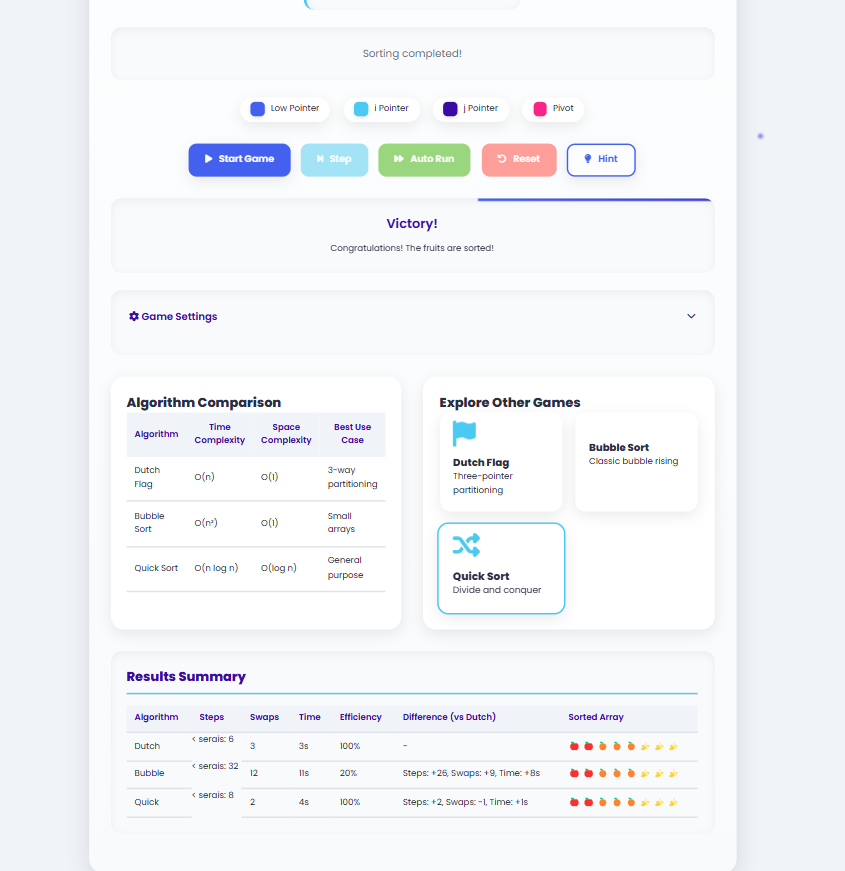 Sorting completed!
Low Pointer
i Pointer
j Pointer
Pivot
Start Game
Step
Auto Run
Reset
Hint
Victory!
Congratulations! The fruits are sorted!
Game Settings
Algorithm Comparison
Algorithm
Time
Complexity
Space
Complexity
Best Use
Case
Dutch
Flag
O(n)
O(1)
3-way
partitioning
Bubble
Sort
O(n²)
O(1)
Small
arrays
Quick Sort
O(n log n)
O(log n)
General
purpose
Explore Other Games
Dutch Flag
Three-pointer
partitioning
Bubble Sort
Classic bubble rising
Quick Sort
Divide and conquer
Results Summary
Algorithm Steps Swaps Time Efficiency Difference (vs Dutch) Sorted Array
Dutch < serais: 6 3 3s 100% -
Bubble < serais: 32 12 11s 20% Steps: +26, Swaps: +9, Time: +8s
Quick < serais: 8 2 4s 100% Steps: +2, Swaps: -1, Time: +1s